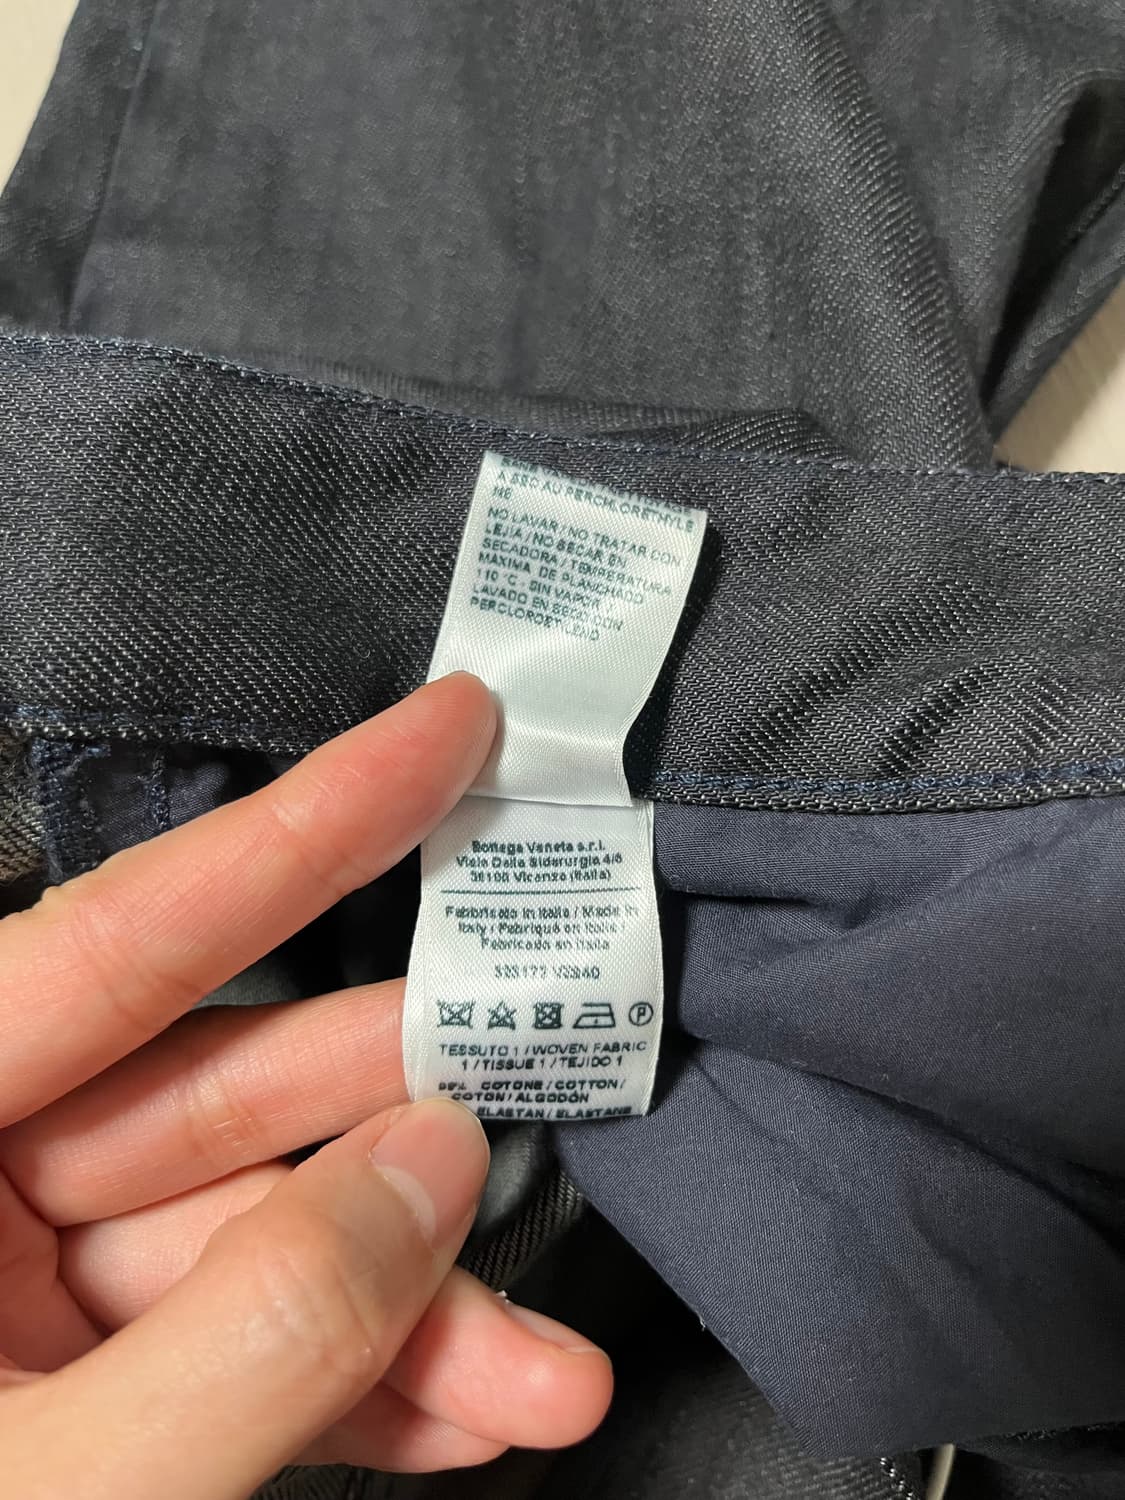 A SEC AU PERCHLORETHYLE
NE
NO LAVAR / NO TRATAR CON
LEJIA / NO SECAR EN
SECADORA / TEMPERATURA
MAXIMA DE PLANCHADO
110 °C - SIN VAPOR /
LAVADO EN SECO CON
PERCLOROETILENO
Bottega Veneta s.r.l.
Viale Della Siderurgia 4/6
36100 Vicenza (Italia)
Fabbricato in Italia / Made in
Italy / Fabriqué en Italie /
Fabricado en Italia
P
TESSUTO 1 / WOVEN FABRIC
1 / TISSUE 1 / TEJIDO 1
COTONE / COTTON /
COTON / ALGODÓN
ELASTAN / ELASTANE